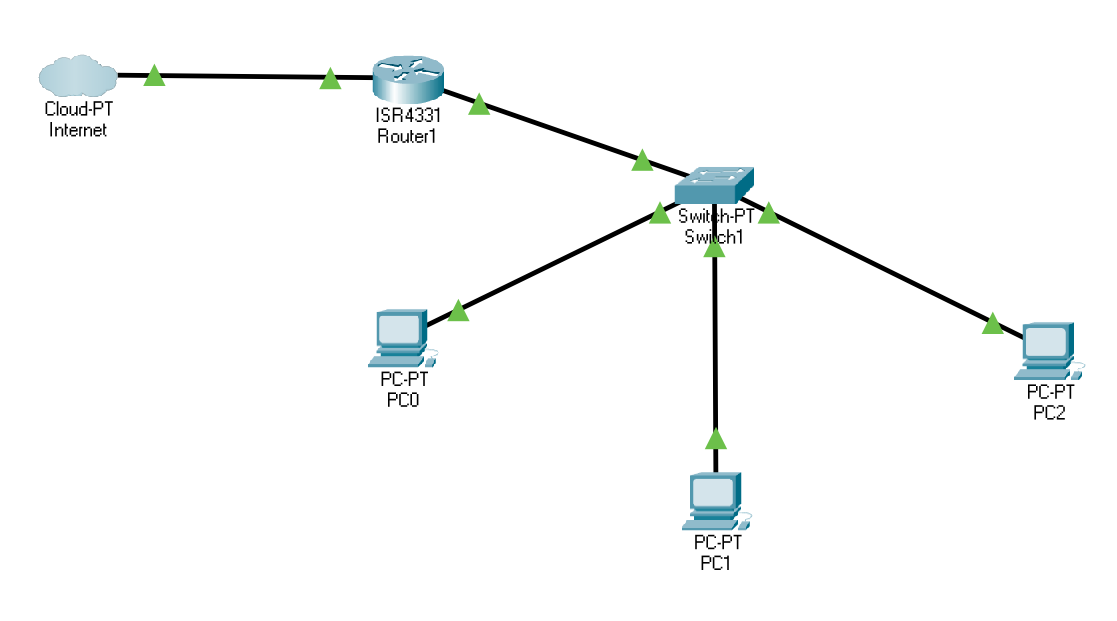 Cloud-PT
Internet
ISR4331
Router1
Switch-PT
Switch1
PC-PT
PC0
PC-PT
PC2
PC-PT
PC1